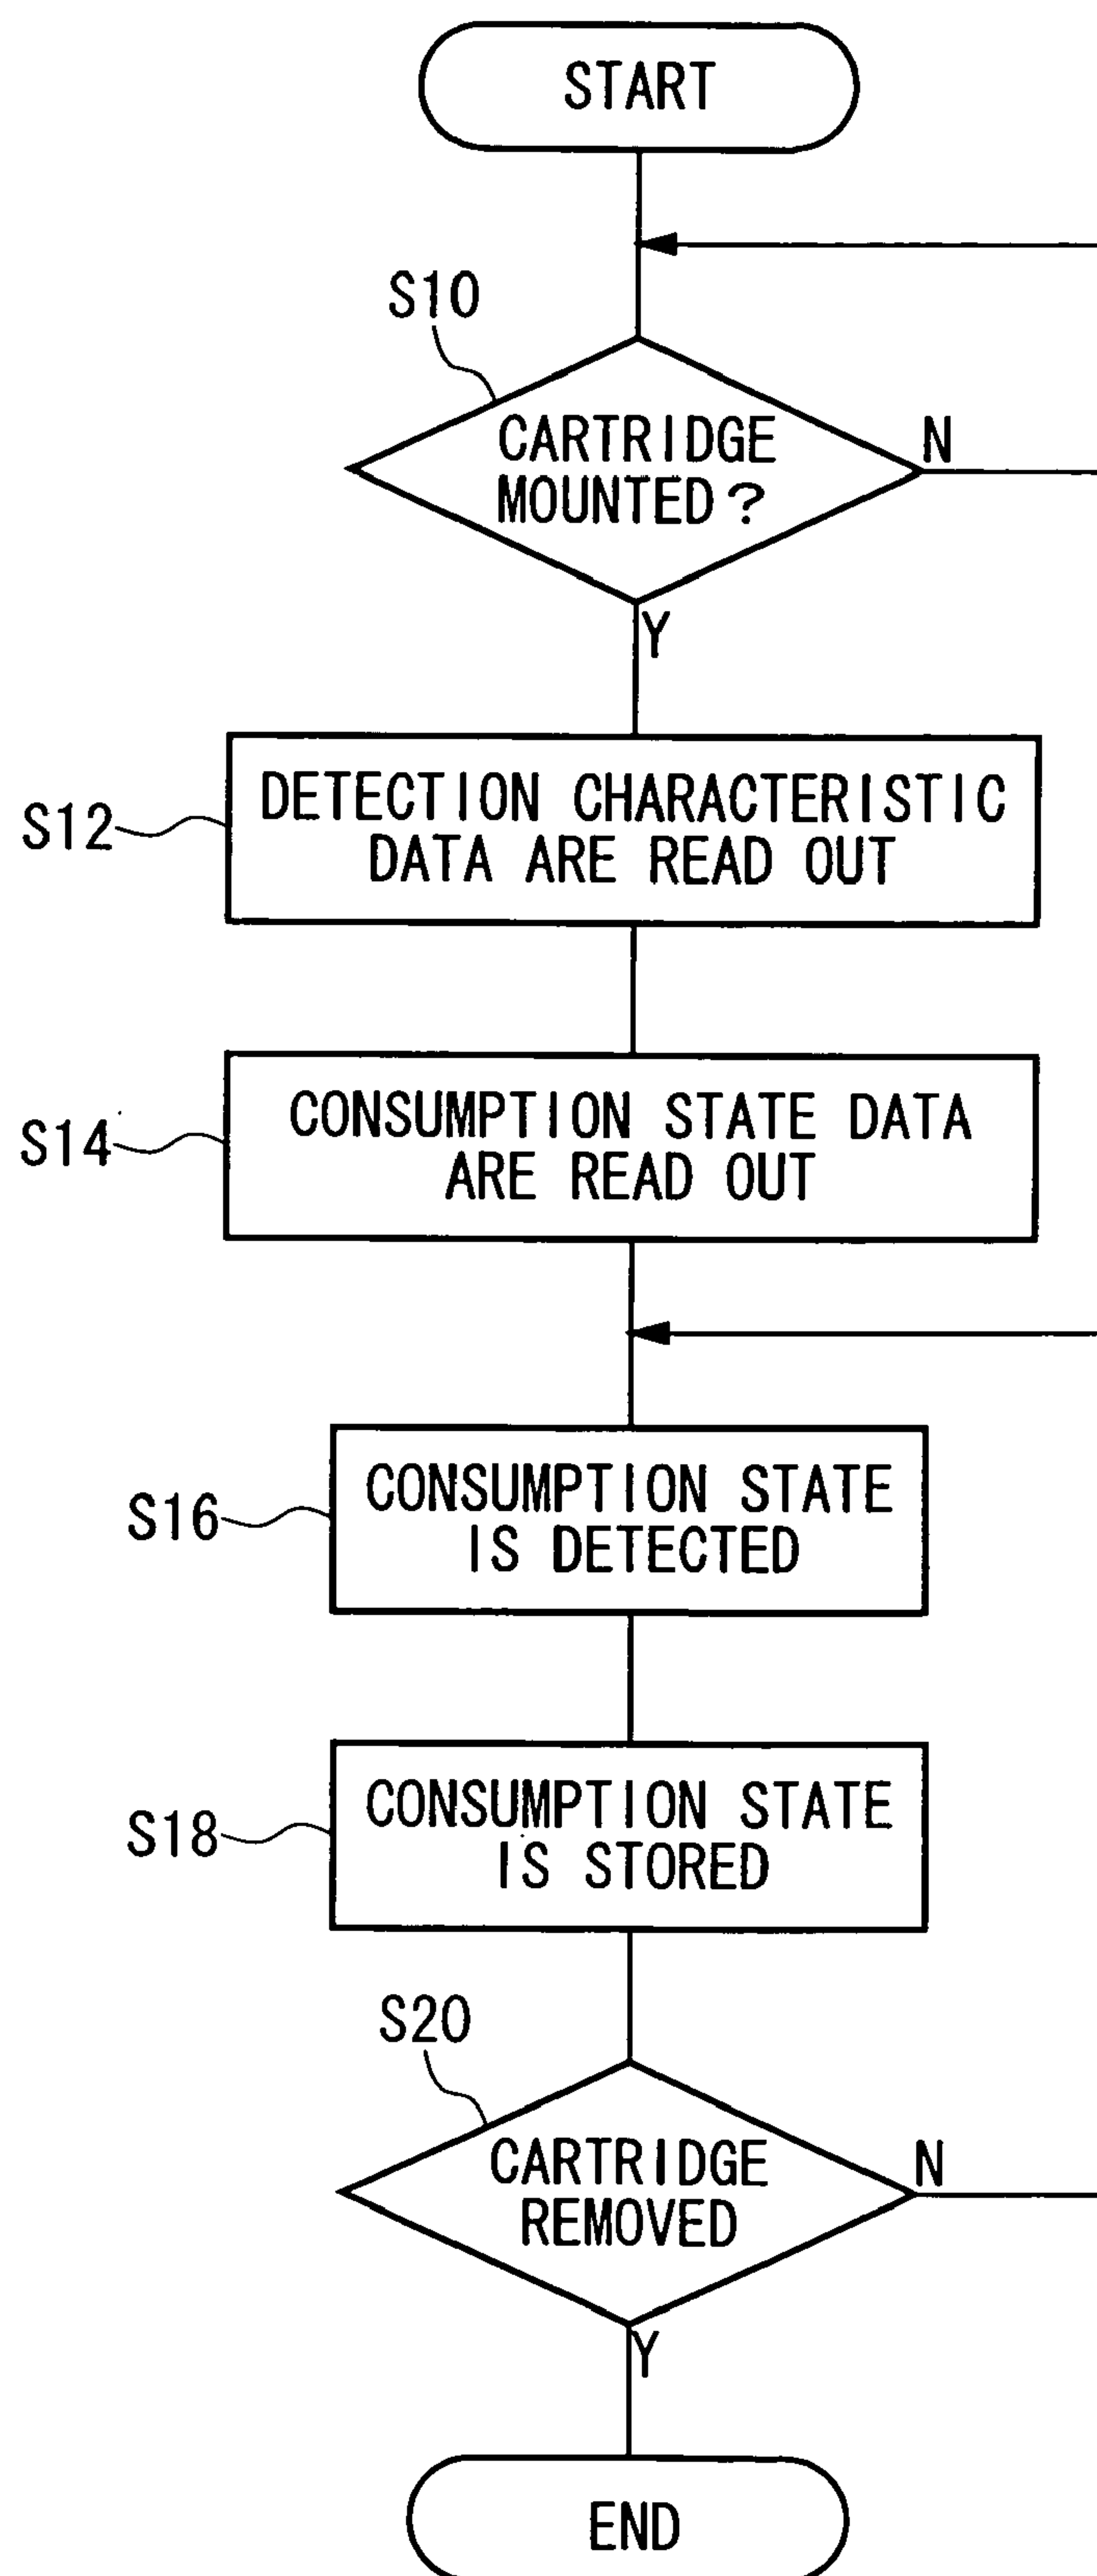 START
S10
CARTRIDGE
MOUNTED?
N
Y
S12
DETECTION CHARACTERISTIC
DATA ARE READ OUT
S14
CONSUMPTION STATE DATA
ARE READ OUT
S16
CONSUMPTION STATE
IS DETECTED
S18
CONSUMPTION STATE
IS STORED
S20
CARTRIDGE
REMOVED
N
Y
END